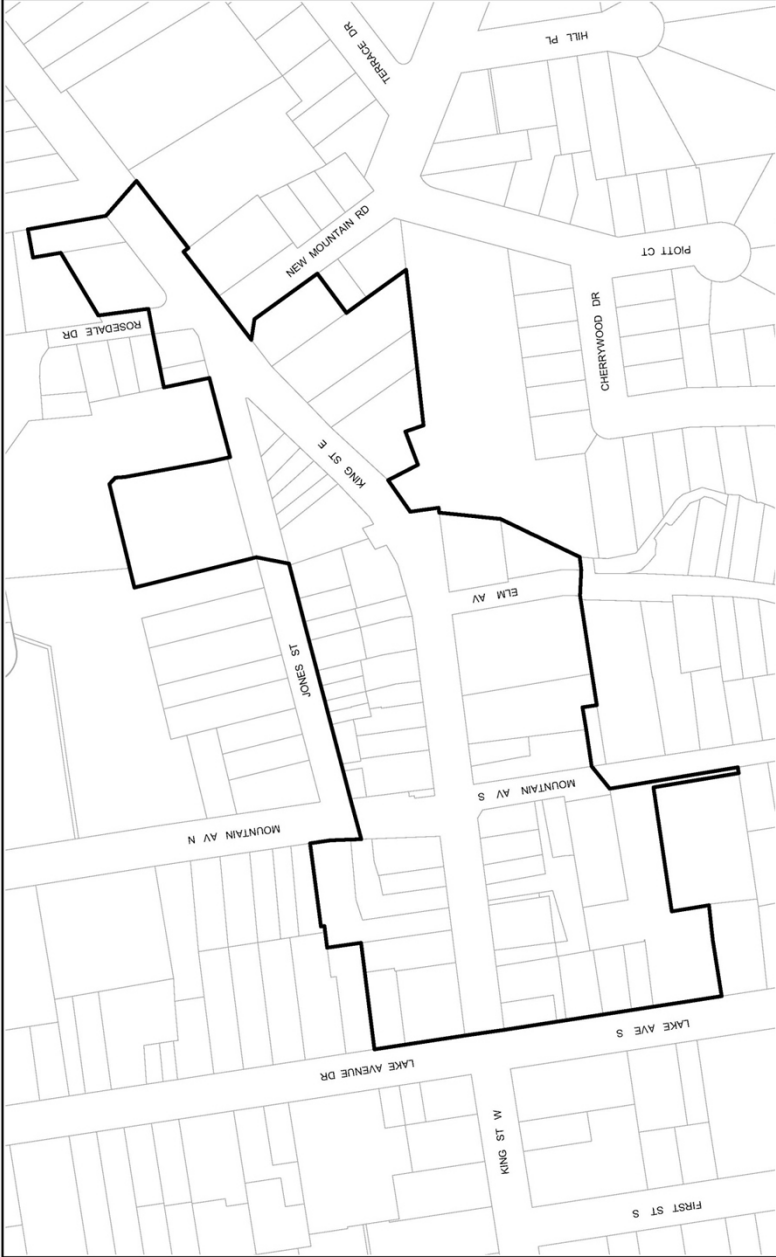 HILL PL
TERRACE DR
NEW MOUNTAIN RD
PIOTT CT
ROSEDALE DR
CHERRYWOOD DR
KING ST E
ELM AV
JONES ST
MOUNTAIN AV S
MOUNTAIN AV N
LAKE AVE S
LAKE AVENUE DR
KING ST W
FIRST ST S